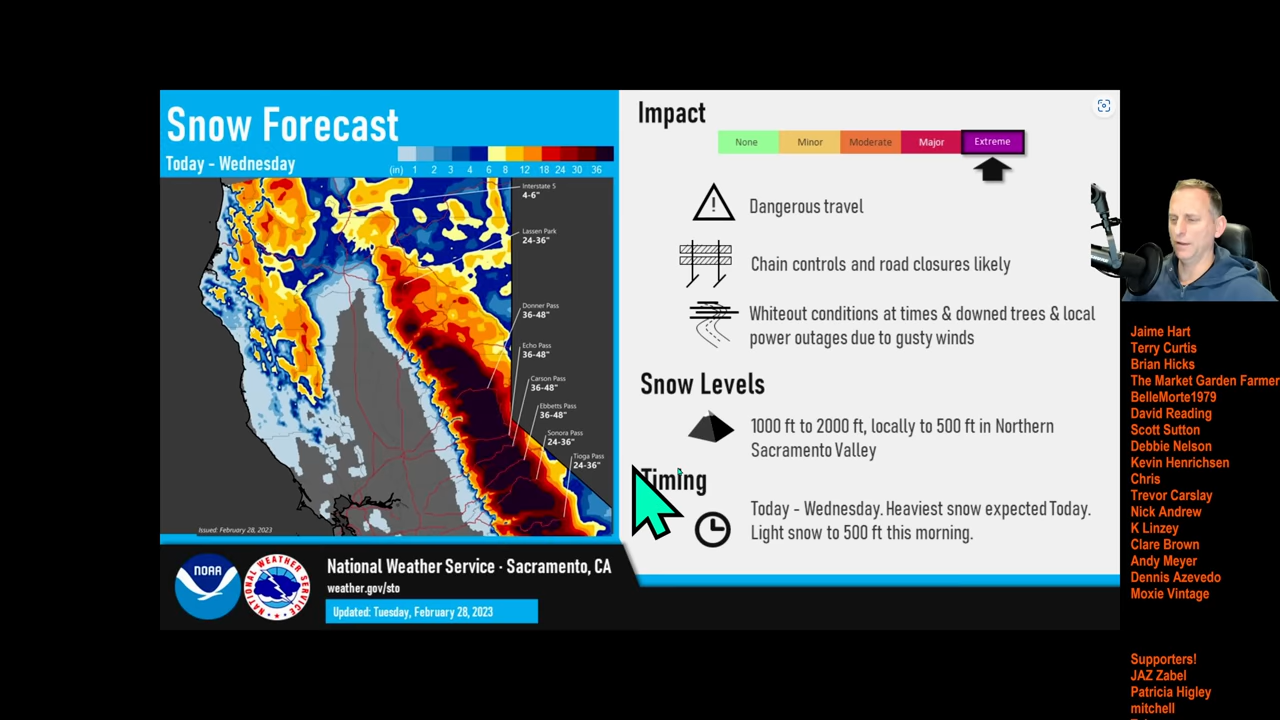 Snow Forecast
Today - Wednesday
(in) 1 2 3 4 6 8 12 18 24 30 36
Interstate 5
4-6"
Lassen Park
24-36"
Donner Pass
36-48"
Echo Pass
36-48"
Carson Pass
36-48"
Ebbetts Pass
36-48"
Sonora Pass
24-36"
Tioga Pass
24-36"
Issued: February 28, 2023
NOAA
NATIONAL WEATHER SERVICE
National Weather Service · Sacramento, CA
weather.gov/sto
Updated: Tuesday, February 28, 2023
Impact
None Minor Moderate Major Extreme
Dangerous travel
Chain controls and road closures likely
Whiteout conditions at times & downed trees & local
power outages due to gusty winds
Snow Levels
1000 ft to 2000 ft, locally to 500 ft in Northern
Sacramento Valley
Timing
Today - Wednesday. Heaviest snow expected Today.
Light snow to 500 ft this morning.
Jaime Hart
Terry Curtis
Brian Hicks
The Market Garden Farmer
BelleMorte1979
David Reading
Scott Sutton
Debbie Nelson
Kevin Henrichsen
Chris
Trevor Carslay
Nick Andrew
K Linzey
Clare Brown
Andy Meyer
Dennis Azevedo
Moxie Vintage
Supporters!
JAZ Zabel
Patricia Higley
mitchell